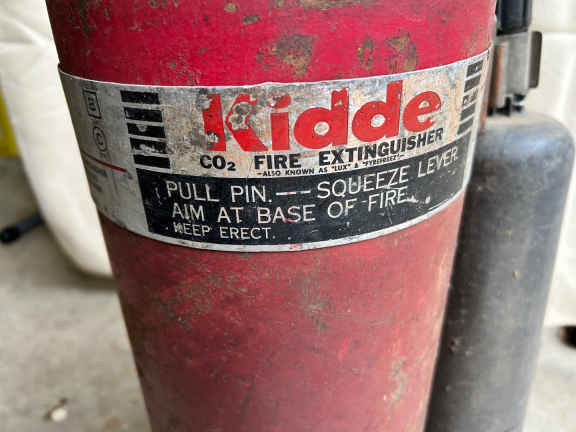 Kidde
CO2 FIRE EXTINGUISHER
-ALSO KNOWN AS "LUX" & "FYREFREEZ"-
PULL PIN.---SQUEEZE LEVER
AIM AT BASE OF FIRE.
KEEP ERECT.
B
C